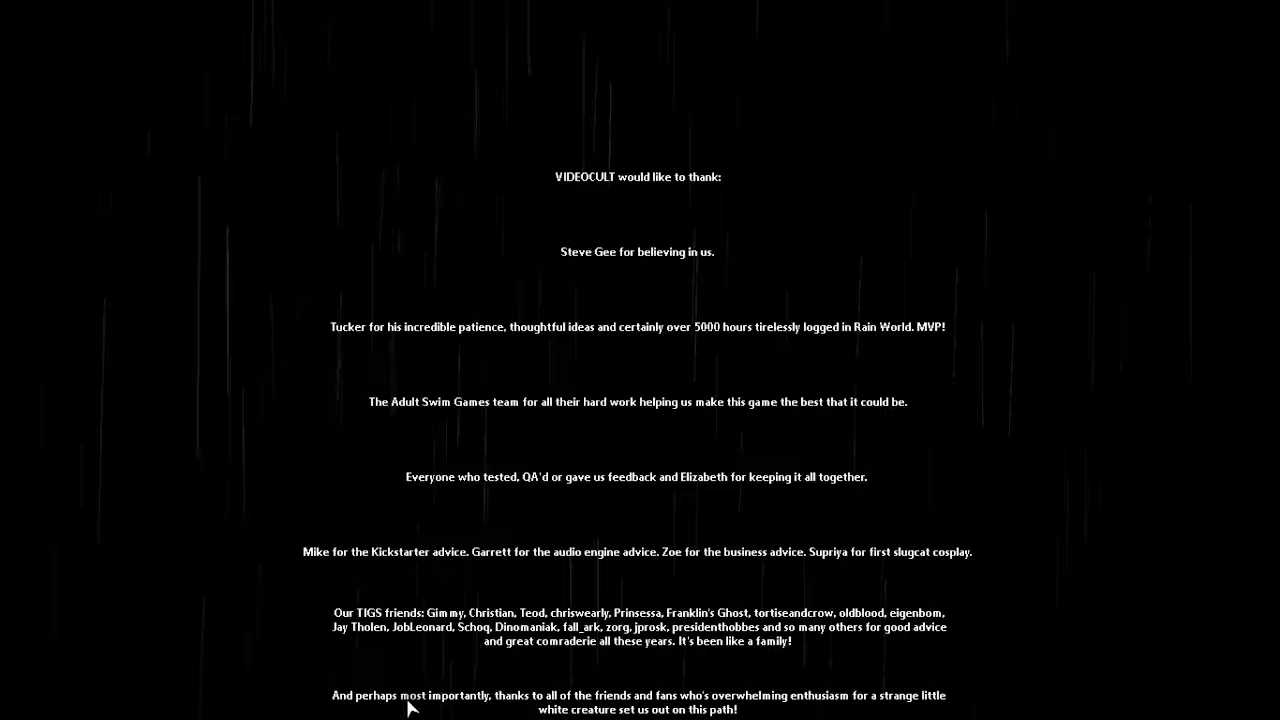 VIDEOCULT would like to thank:
Steve Gee for believing in us.
Tucker for his incredible patience, thoughtful ideas and certainly over 5000 hours tirelessly logged in Rain World. MVP!
The Adult Swim Games team for all their hard work helping us make this game the best that it could be.
Everyone who tested, QA'd or gave us feedback and Elizabeth for keeping it all together.
Mike for the Kickstarter advice. Garrett for the audio engine advice. Zoe for the business advice. Supriya for first slugcat cosplay.
Our TIGS friends: Gimmy, Christian, Teod, chriswearly, Prinsessa, Franklin's Ghost, tortiseandcrow, oldblood, eigenbom,
Jay Tholen, JobLeonard, Schoq, Dinomaniak, fall_ark, zorg, jprosk, presidenthobbes and so many others for good advice
and great comraderie all these years. It's been like a family!
And perhaps most importantly, thanks to all of the friends and fans who's overwhelming enthusiasm for a strange little
white creature set us out on this path!